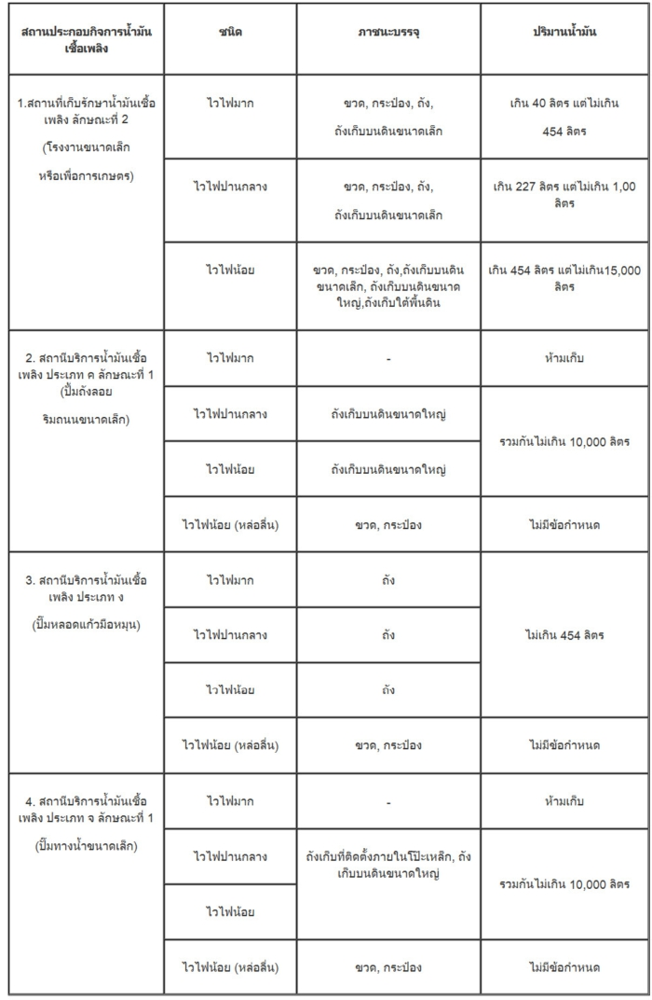 สถานประกอบกิจการน้ำมัน
เชื้อเพลิง
ชนิด
ภาชนะบรรจุ
ปริมานน้ำมัน
1.สถานที่เก็บรักษาน้ำมันเชื้อ
เพลิง ลักษณะที่ 2
(โรงงานขนาดเล็ก
หรือเพื่อการเกษตร)
ไวไฟมาก
ขวด, กระป๋อง, ถัง,
ถังเก็บบนดินขนาดเล็ก
เกิน 40 ลิตร แต่ไม่เกิน
454 ลิตร
ไวไฟปานกลาง
ขวด, กระป๋อง, ถัง,
ถังเก็บบนดินขนาดเล็ก
เกิน 227 ลิตร แต่ไม่เกิน 1,00
ลิตร
ไวไฟน้อย
ขวด, กระป๋อง, ถัง,ถังเก็บบนดิน
ขนาดเล็ก, ถังเก็บบนดินขนาด
ใหญ่,ถังเก็บใต้พื้นดิน
เกิน 454 ลิตร แต่ไม่เกิน15,000
ลิตร
2. สถานีบริการน้ำมันเชื้อ
เพลิง ประเภท ค ลักษณะที่ 1
(ปั๊มถังลอย
ริมถนนขนาดเล็ก)
ไวไฟมาก
-
ห้ามเก็บ
ไวไฟปานกลาง
ถังเก็บบนดินขนาดใหญ่
รวมกันไม่เกิน 10,000 ลิตร
ไวไฟน้อย
ถังเก็บบนดินขนาดใหญ่
ไวไฟน้อย (หล่อลื่น)
ขวด, กระป๋อง
ไม่มีข้อกำหนด
3. สถานีบริการน้ำมันเชื้อ
เพลิง ประเภท ง
(ปั๊มหลอดแก้วมือหมุน)
ไวไฟมาก
ถัง
ไม่เกิน 454 ลิตร
ไวไฟปานกลาง
ถัง
ไวไฟน้อย
ถัง
ไวไฟน้อย (หล่อลื่น)
ขวด, กระป๋อง
ไม่มีข้อกำหนด
4. สถานีบริการน้ำมันเชื้อ
เพลิง ประเภท จ ลักษณะที่ 1
(ปั๊มทางน้ำขนาดเล็ก)
ไวไฟมาก
-
ห้ามเก็บ
ไวไฟปานกลาง
ถังเก็บที่ติดตั้งภายในโป๊ะเหล็ก, ถัง
เก็บบนดินขนาดใหญ่
รวมกันไม่เกิน 10,000 ลิตร
ไวไฟน้อย
ไวไฟน้อย (หล่อลื่น)
ขวด, กระป๋อง
ไม่มีข้อกำหนด